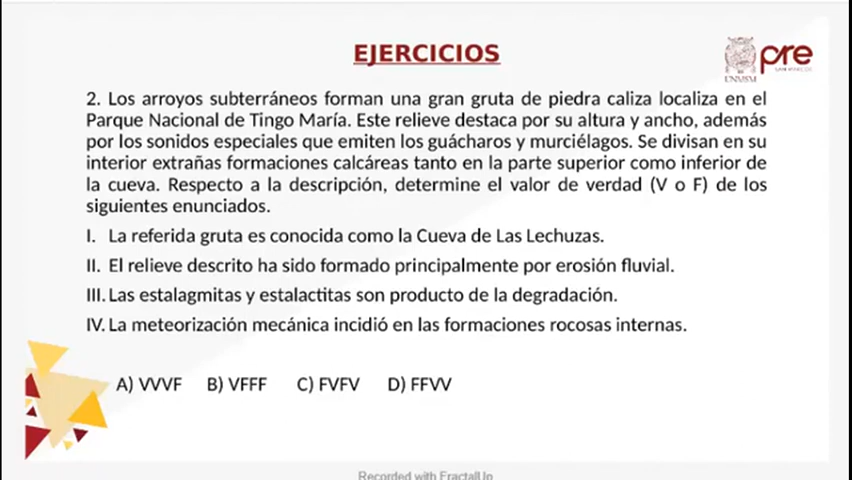 EJERCICIOS
UNMSM
pre
SAN MARCOS
2. Los arroyos subterráneos forman una gran gruta de piedra caliza localiza en el
Parque Nacional de Tingo María. Este relieve destaca por su altura y ancho, además
por los sonidos especiales que emiten los guácharos y murciélagos. Se divisan en su
interior extrañas formaciones calcáreas tanto en la parte superior como inferior de
la cueva. Respecto a la descripción, determine el valor de verdad (V o F) de los
siguientes enunciados.
I. La referida gruta es conocida como la Cueva de Las Lechuzas.
II. El relieve descrito ha sido formado principalmente por erosión fluvial.
III. Las estalagmitas y estalactitas son producto de la degradación.
IV. La meteorización mecánica incidió en las formaciones rocosas internas.
A) VVVF B) VFFF C) FVFV D) FFVV
Recorded with FractalUp